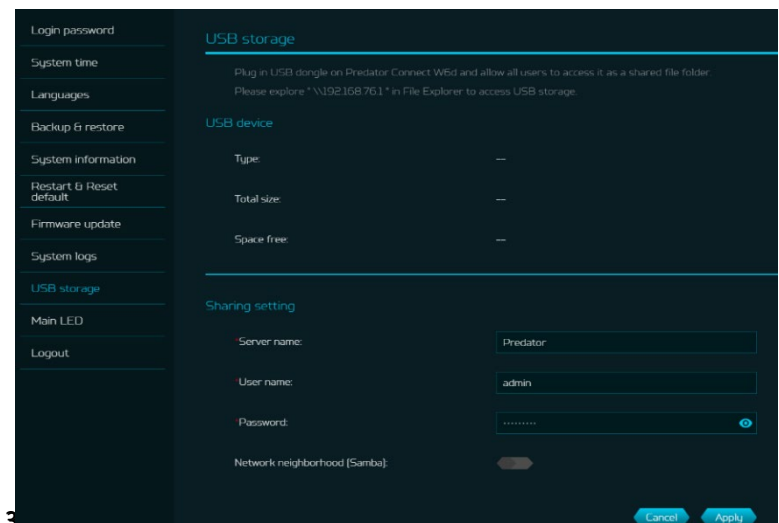 Login password
System time
Languages
Backup & restore
System information
Restart & Reset
default
Firmware update
System logs
USB storage
Main LED
Logout
USB storage
Plug in USB dongle on Predator Connect W6d and allow all users to access it as a shared file folder.
Please explore " \\192.168.76.1 " in File Explorer to access USB storage.
USB device
Type: --
Total size: --
Space free: --
Sharing setting
*Server name: Predator
*User name: admin
*Password: ·········
Network neighborhood (Samba):
Cancel Apply